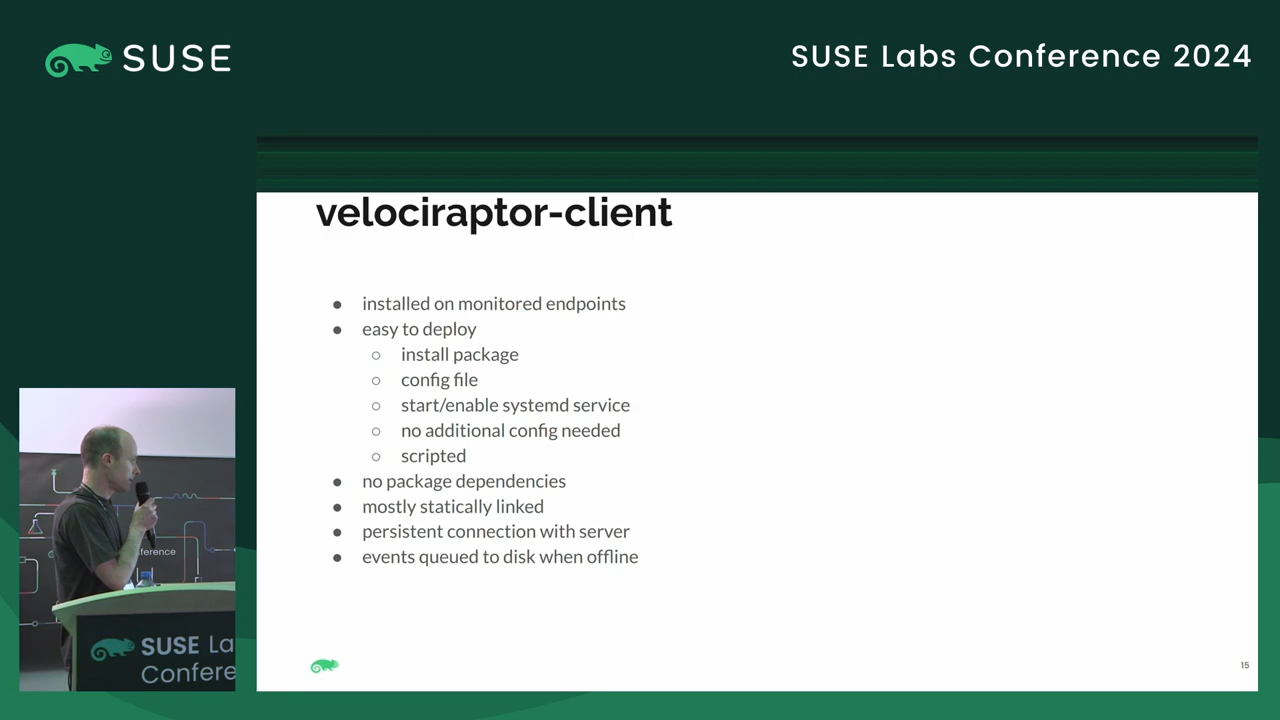 SUSE
SUSE Labs Conference 2024
velociraptor-client
● installed on monitored endpoints
● easy to deploy
○ install package
○ config file
○ start/enable systemd service
○ no additional config needed
○ scripted
● no package dependencies
● mostly statically linked
● persistent connection with server
● events queued to disk when offline
ference
SUSE La
Confere
15